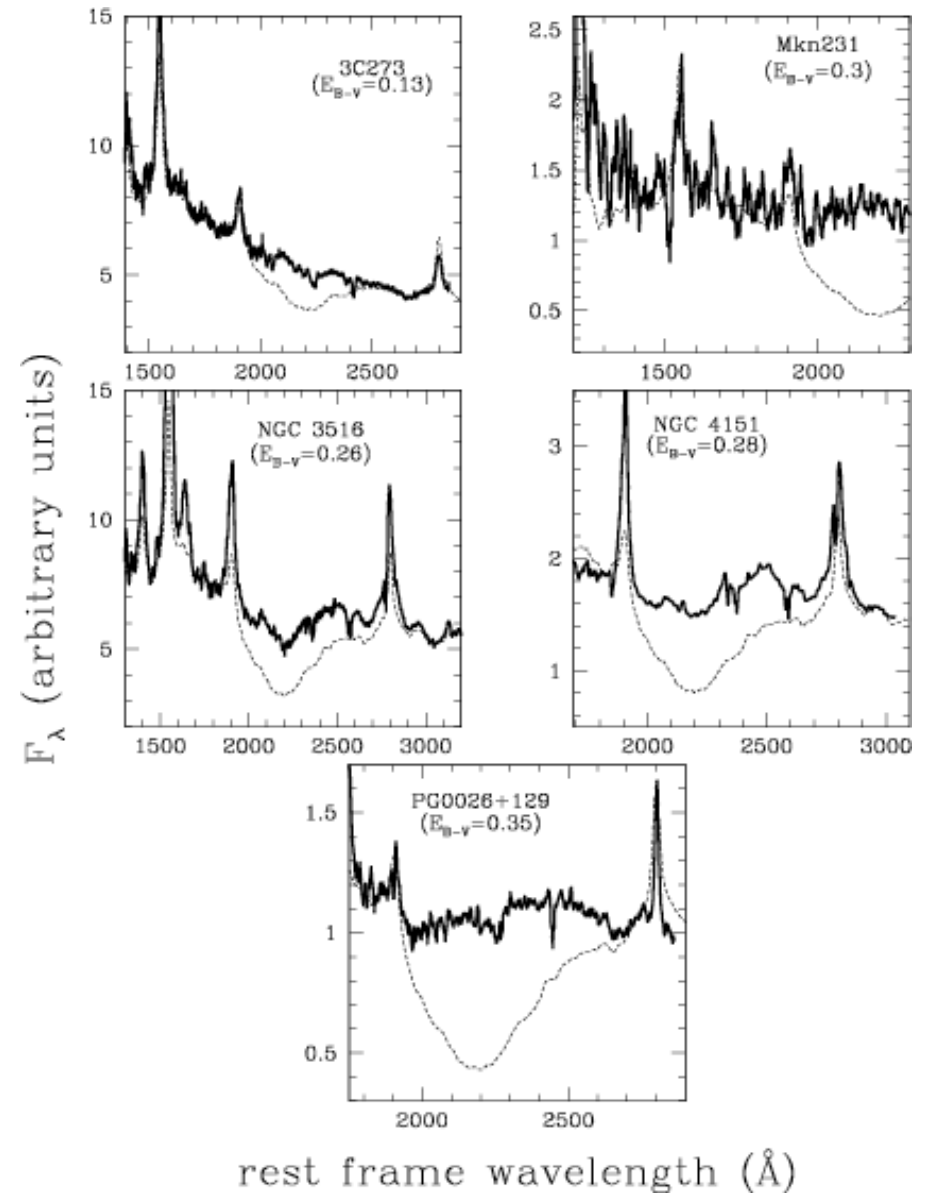 3C273
(E_B-V=0.13)
15
10
5
1500 2000 2500
Mkn231
(E_B-V=0.3)
2.5
2
1.5
1
0.5
1500 2000
NGC 3516
(E_B-V=0.26)
15
10
5
1500 2000 2500 3000
NGC 4151
(E_B-V=0.28)
3
2
1
2000 2500 3000
PG0026+129
(E_B-V=0.35)
1.5
1
0.5
2000 2500
F_λ (arbitrary units)
rest frame wavelength (Å)